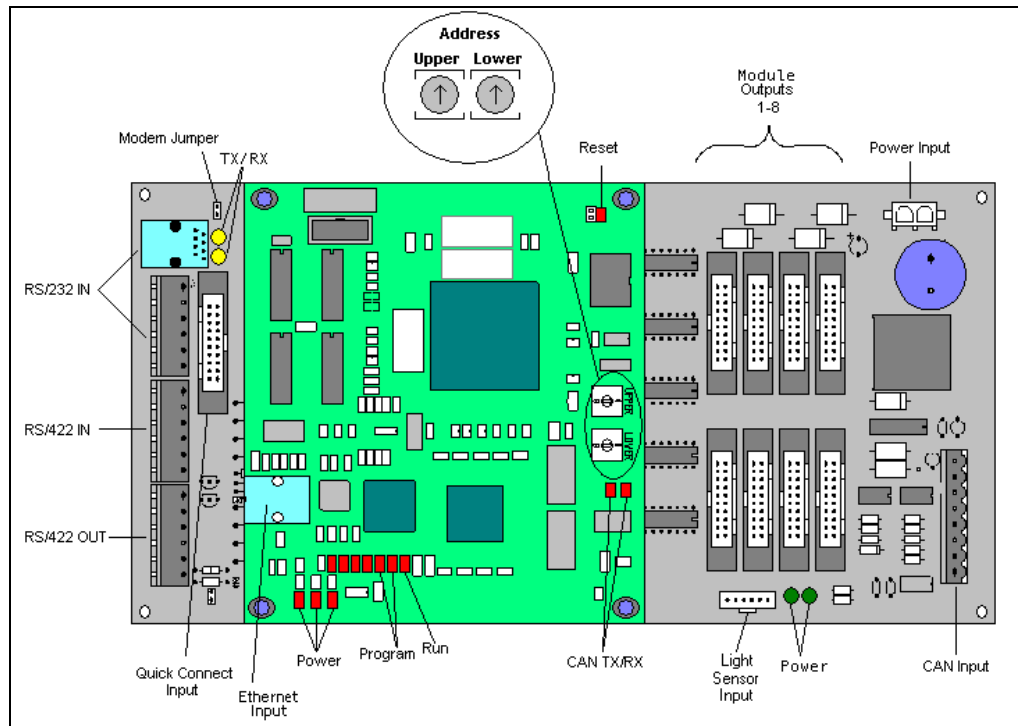 Address
Upper Lower
Module
Outputs
1-8
Modem Jumper
TX/RX
Reset
Power Input
RS/232 IN
RS/422 IN
RS/422 OUT
UPPER
LOWER
Quick Connect
Input
Ethernet
Input
Power
Program
Run
CAN TX/RX
Light
Sensor
Input
Power
CAN Input